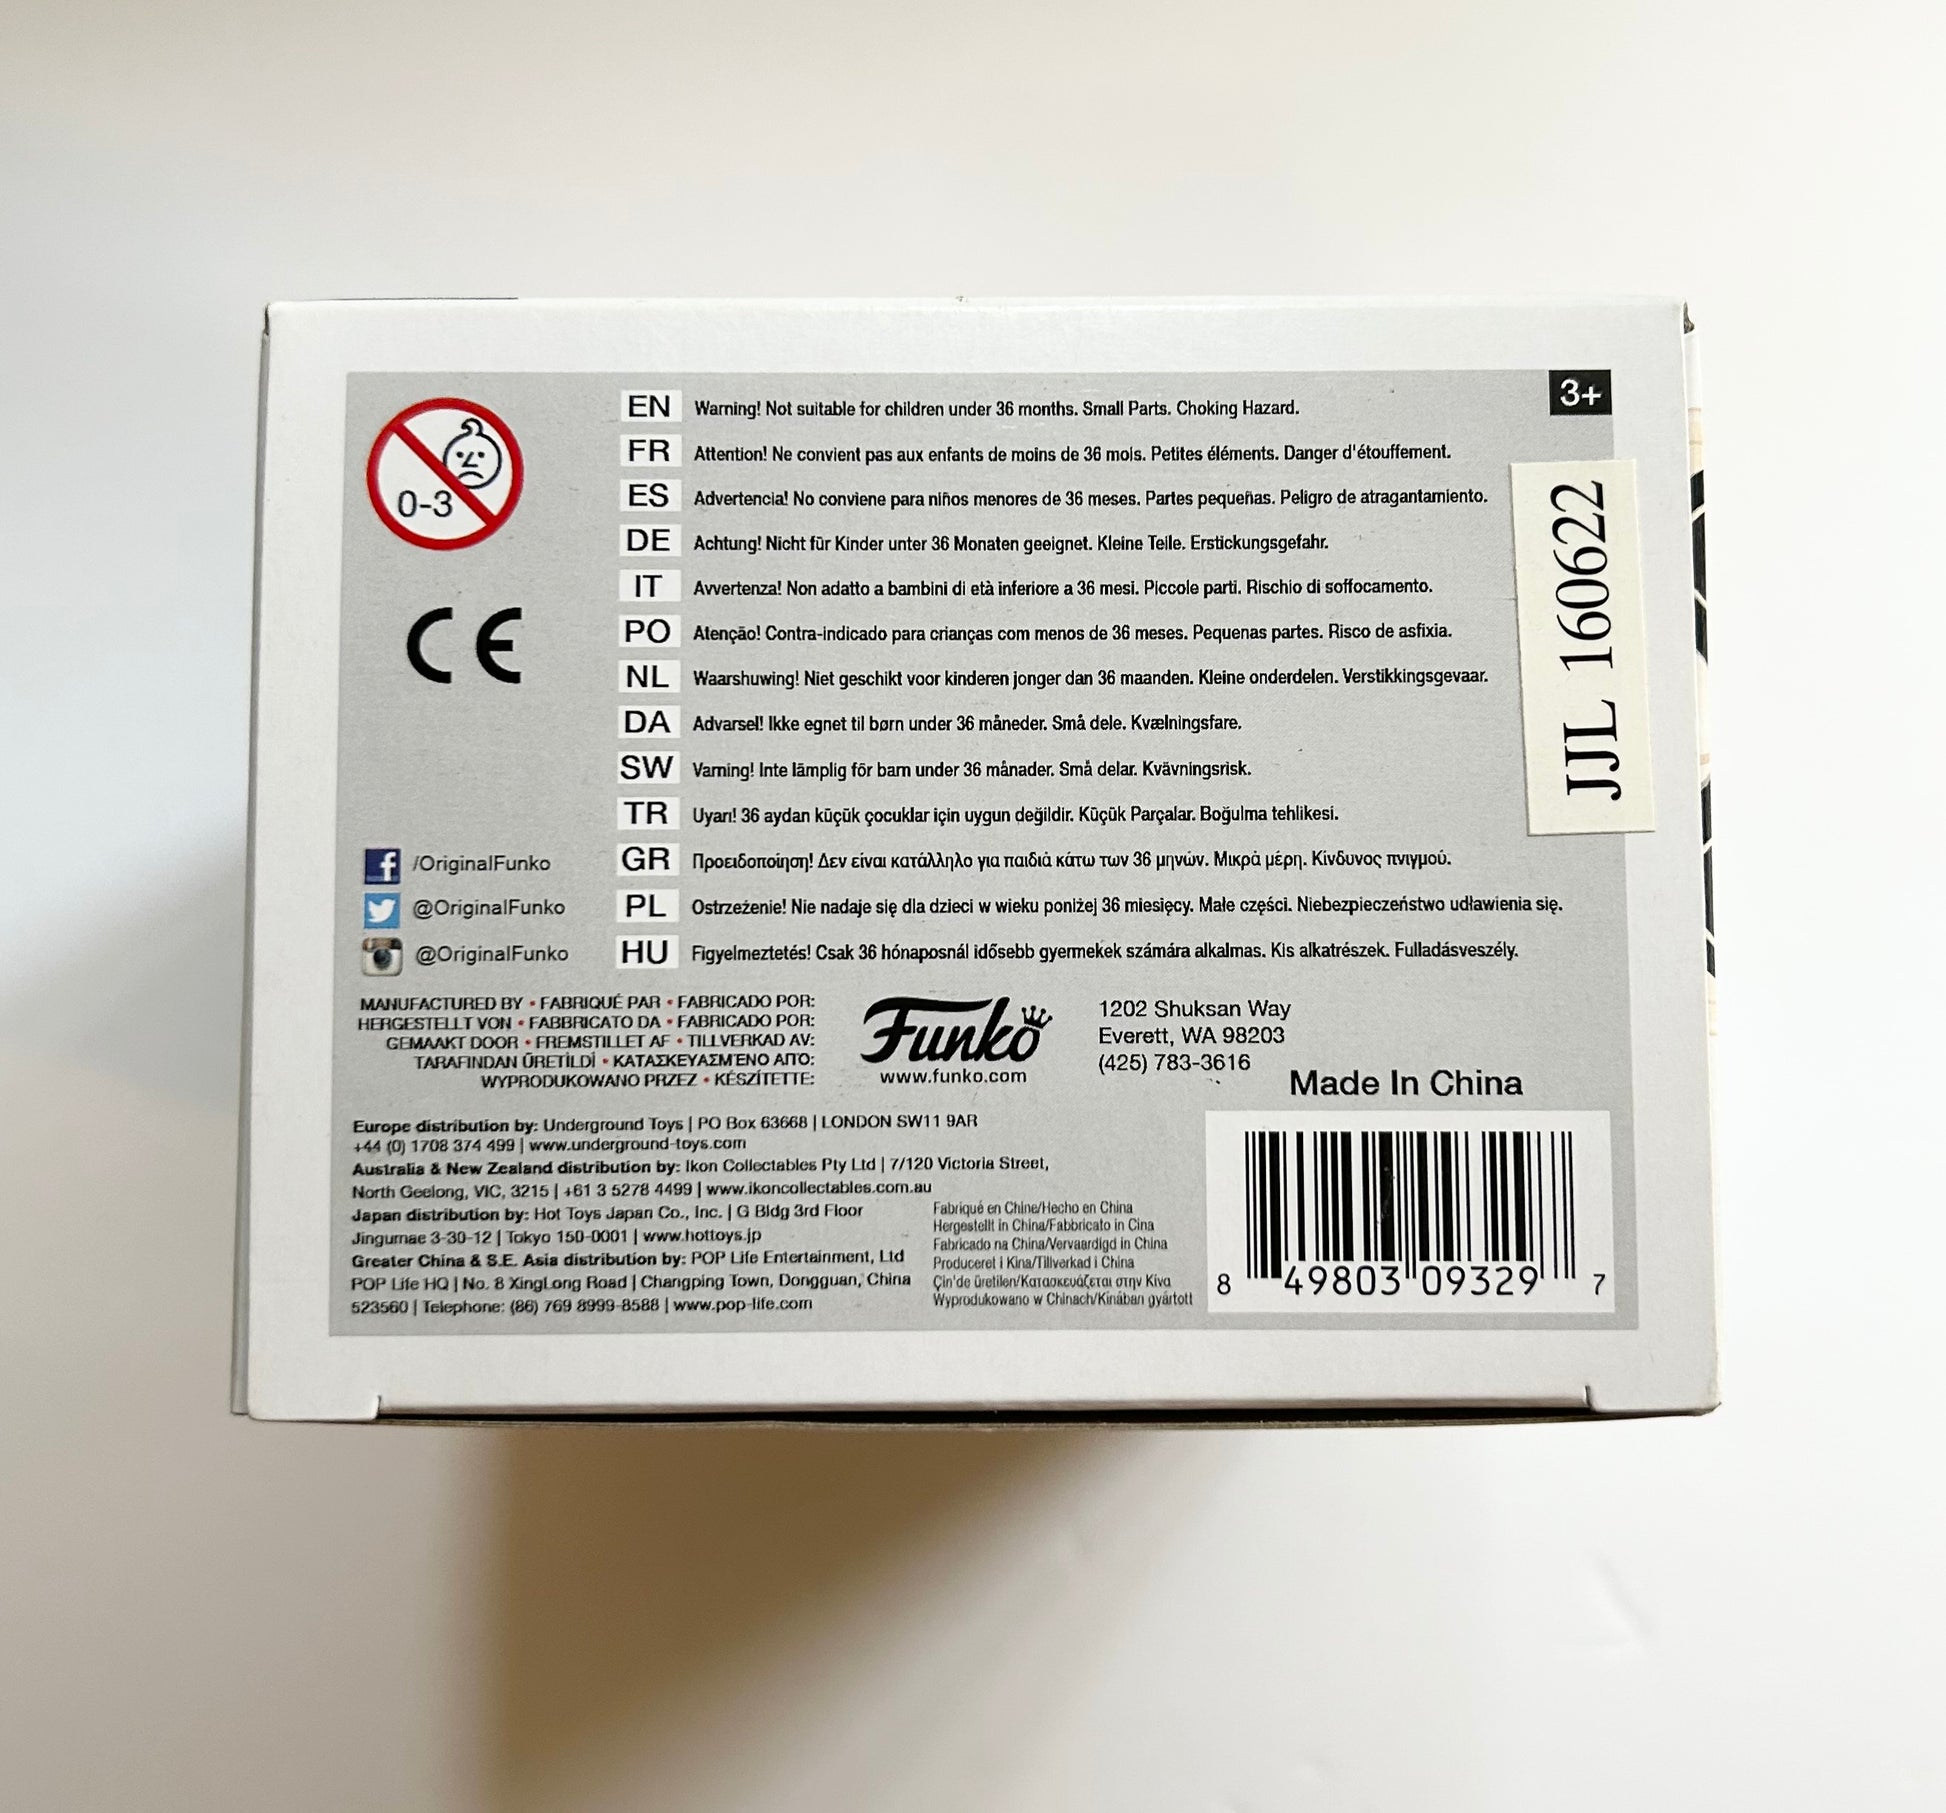 3+
0-3
EN Warning! Not suitable for children under 36 months. Small Parts. Choking Hazard.
FR Attention! Ne convient pas aux enfants de moins de 36 mois. Petites éléments. Danger d'étouffement.
ES Advertencia! No conviene para niños menores de 36 meses. Partes pequeñas. Peligro de atragantamiento.
DE Achtung! Nicht für Kinder unter 36 Monaten geeignet. Kleine Teile. Erstickungsgefahr.
IT Avvertenza! Non adatto a bambini di età inferiore a 36 mesi. Piccole parti. Rischio di soffocamento.
PO Atenção! Contra-indicado para crianças com menos de 36 meses. Pequenas partes. Risco de asfixia.
NL Waarshuwing! Niet geschikt voor kinderen jonger dan 36 maanden. Kleine onderdelen. Verstikkingsgevaar.
DA Advarsel! Ikke egnet til børn under 36 måneder. Små dele. Kvælningsfare.
SW Varning! Inte lämplig för barn under 36 månader. Små delar. Kvävningsrisk.
TR Uyarı! 36 aydan küçük çocuklar için uygun değildir. Küçük Parçalar. Boğulma tehlikesi.
GR Προειδοποίηση! Δεν είναι κατάλληλο για παιδιά κάτω των 36 μηνών. Μικρά μέρη. Κίνδυνος πνιγμού.
PL Ostrzeżenie! Nie nadaje się dla dzieci w wieku poniżej 36 miesięcy. Małe części. Niebezpieczeństwo udławienia się.
HU Figyelmeztetés! Csak 36 hónaposnál idősebb gyermekek számára alkalmas. Kis alkatrészek. Fulladásveszély.
JJL 160622
CE
/OriginalFunko
@OriginalFunko
@OriginalFunko
MANUFACTURED BY • FABRIQUÉ PAR • FABRICADO POR:
HERGESTELLT VON • FABBRICATO DA • FABRICADO POR:
GEMAAKT DOOR • FREMSTILLET AF • TILLVERKAD AV:
TARAFINDAN ÜRETİLDİ • ΚΑΤΑΣΚΕΥΑΣΜΈΝΟ ΑΠΌ:
WYPRODUKOWANO PRZEZ • KÉSZÍTETTE:
Funko
www.funko.com
1202 Shuksan Way
Everett, WA 98203
(425) 783-3616
Made In China
Europe distribution by: Underground Toys | PO Box 63668 | LONDON SW11 9AR
+44 (0) 1708 374 499 | www.underground-toys.com
Australia & New Zealand distribution by: Ikon Collectables Pty Ltd | 7/120 Victoria Street,
North Geelong, VIC, 3215 | +61 3 5278 4499 | www.ikoncollectables.com.au
Japan distribution by: Hot Toys Japan Co., Inc. | G Bldg 3rd Floor
Jingumae 3-30-12 | Tokyo 150-0001 | www.hottoys.jp
Greater China & S.E. Asia distribution by: POP Life Entertainment, Ltd
POP Life HQ | No. 8 XingLong Road | Changping Town, Dongguan, China
523560 | Telephone: (86) 769 8999-8588 | www.pop-life.com
Fabriqué en Chine/Hecho en China
Hergestellt in China/Fabbricato in Cina
Fabricado na China/Vervaardigd in China
Produceret i Kina/Tillverkad i China
Çin'de üretilen/Κατασκευάζεται στην Κίνα
Wyprodukowano w Chinach/Kínában gyártott
8 49803 09329 7